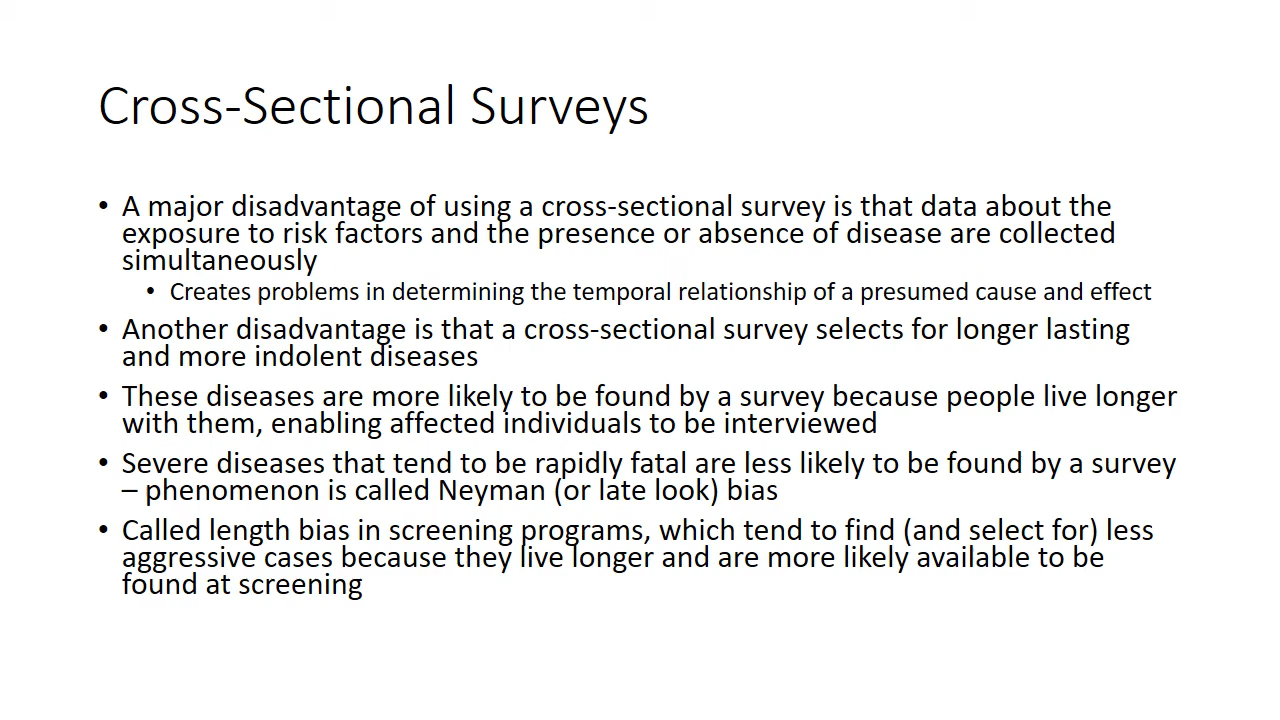 Cross-Sectional Surveys
• A major disadvantage of using a cross-sectional survey is that data about the
exposure to risk factors and the presence or absence of disease are collected
simultaneously
• Creates problems in determining the temporal relationship of a presumed cause and effect
• Another disadvantage is that a cross-sectional survey selects for longer lasting
and more indolent diseases
• These diseases are more likely to be found by a survey because people live longer
with them, enabling affected individuals to be interviewed
• Severe diseases that tend to be rapidly fatal are less likely to be found by a survey
– phenomenon is called Neyman (or late look) bias
• Called length bias in screening programs, which tend to find (and select for) less
aggressive cases because they live longer and are more likely available to be
found at screening